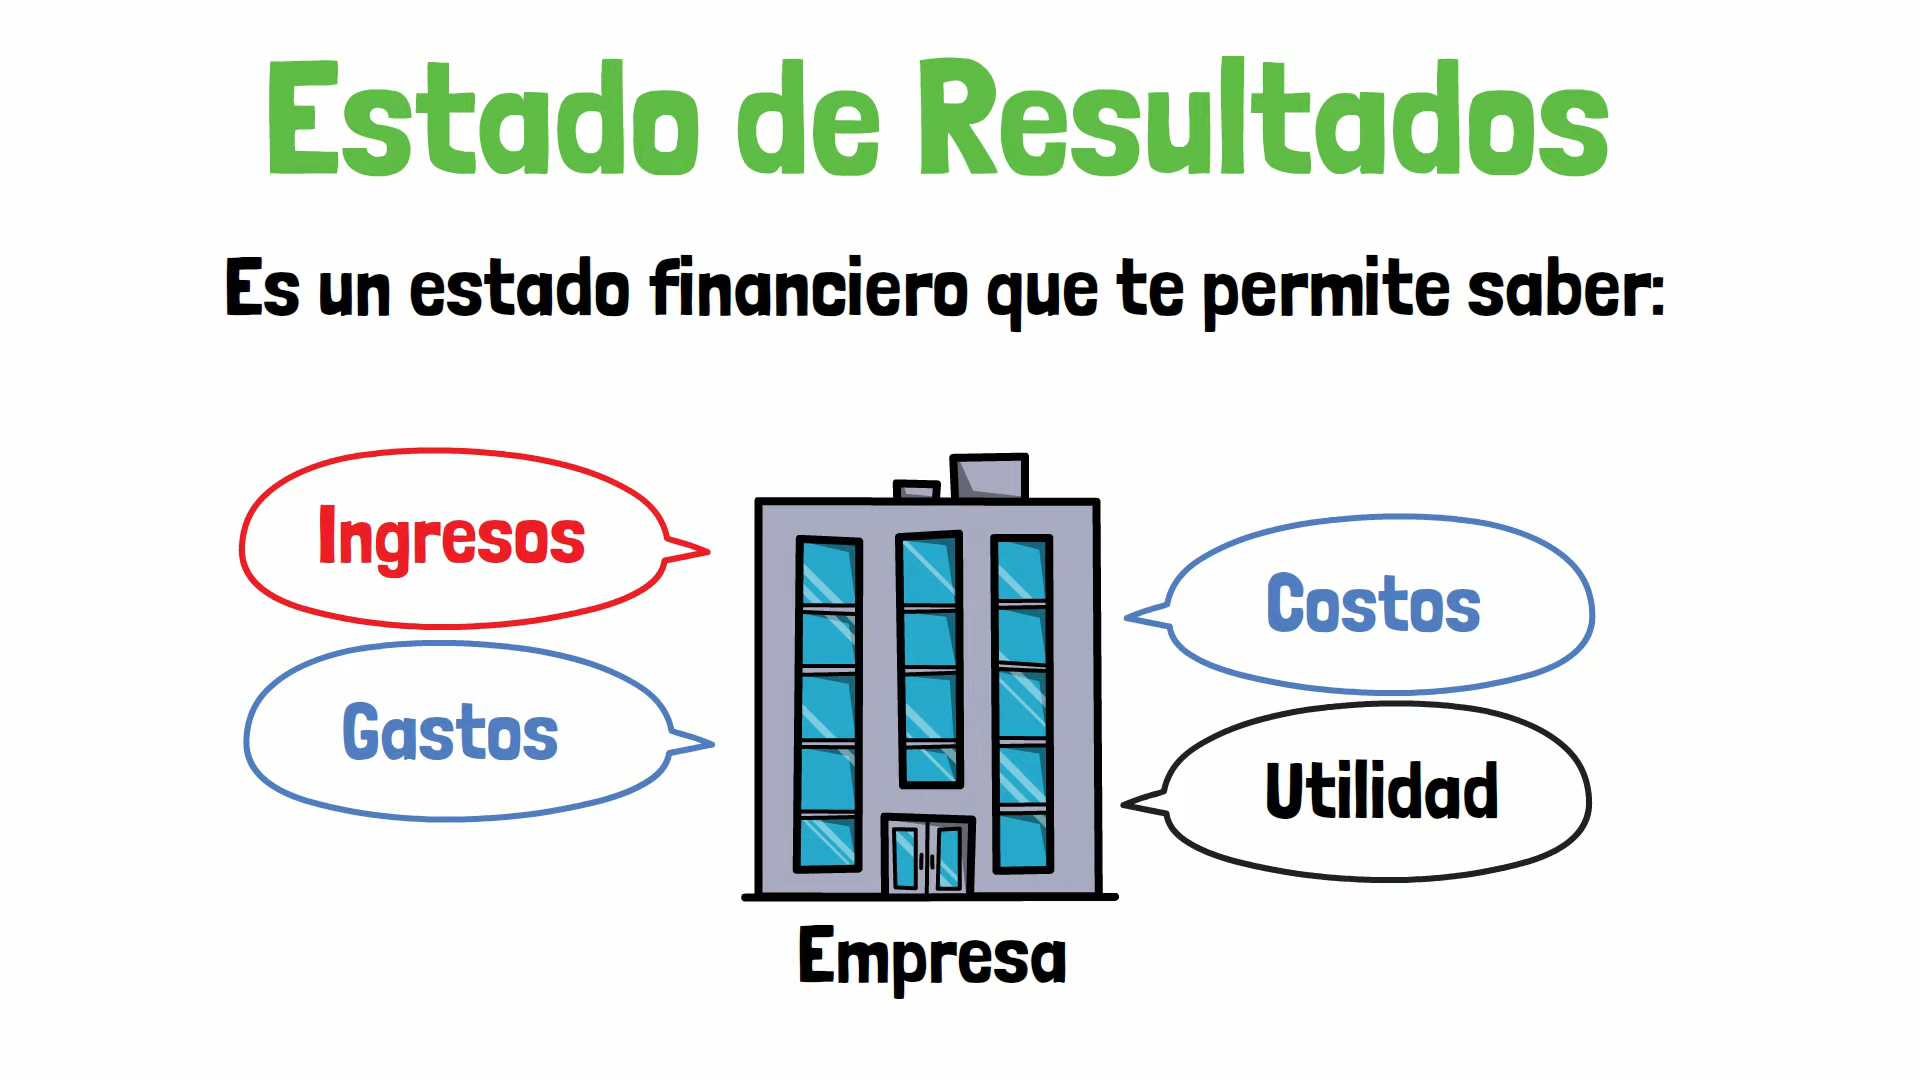 Estado de Resultados
Es un estado financiero que te permite saber:
Ingresos
Gastos
Costos
Utilidad
Empresa